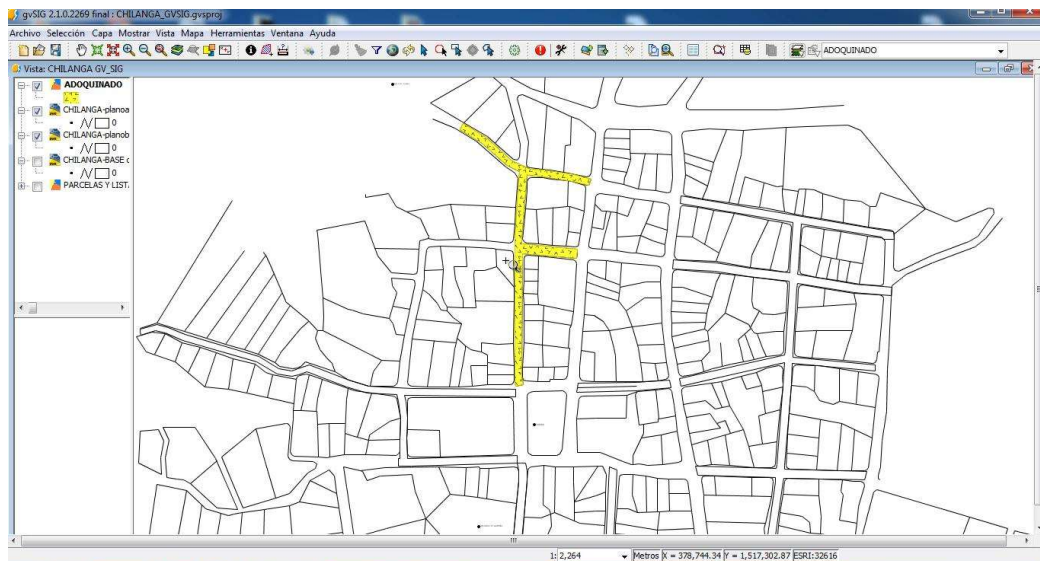 gvSIG 2.1.0.2269 final : CHILANGA_GVSIG.gvsproj
Archivo Selección Capa Mostrar Vista Mapa Herramientas Ventana Ayuda
ADOQUINADO
Vista: CHILANGA GV_SIG
ADOQUINADO
CHILANGA-planoa
0
CHILANGA-planob
0
CHILANGA-BASE c
PARCELAS Y LIST.
1: 2,264 Metros X = 378,744.34 Y = 1,517,302.87 ESRI:32616